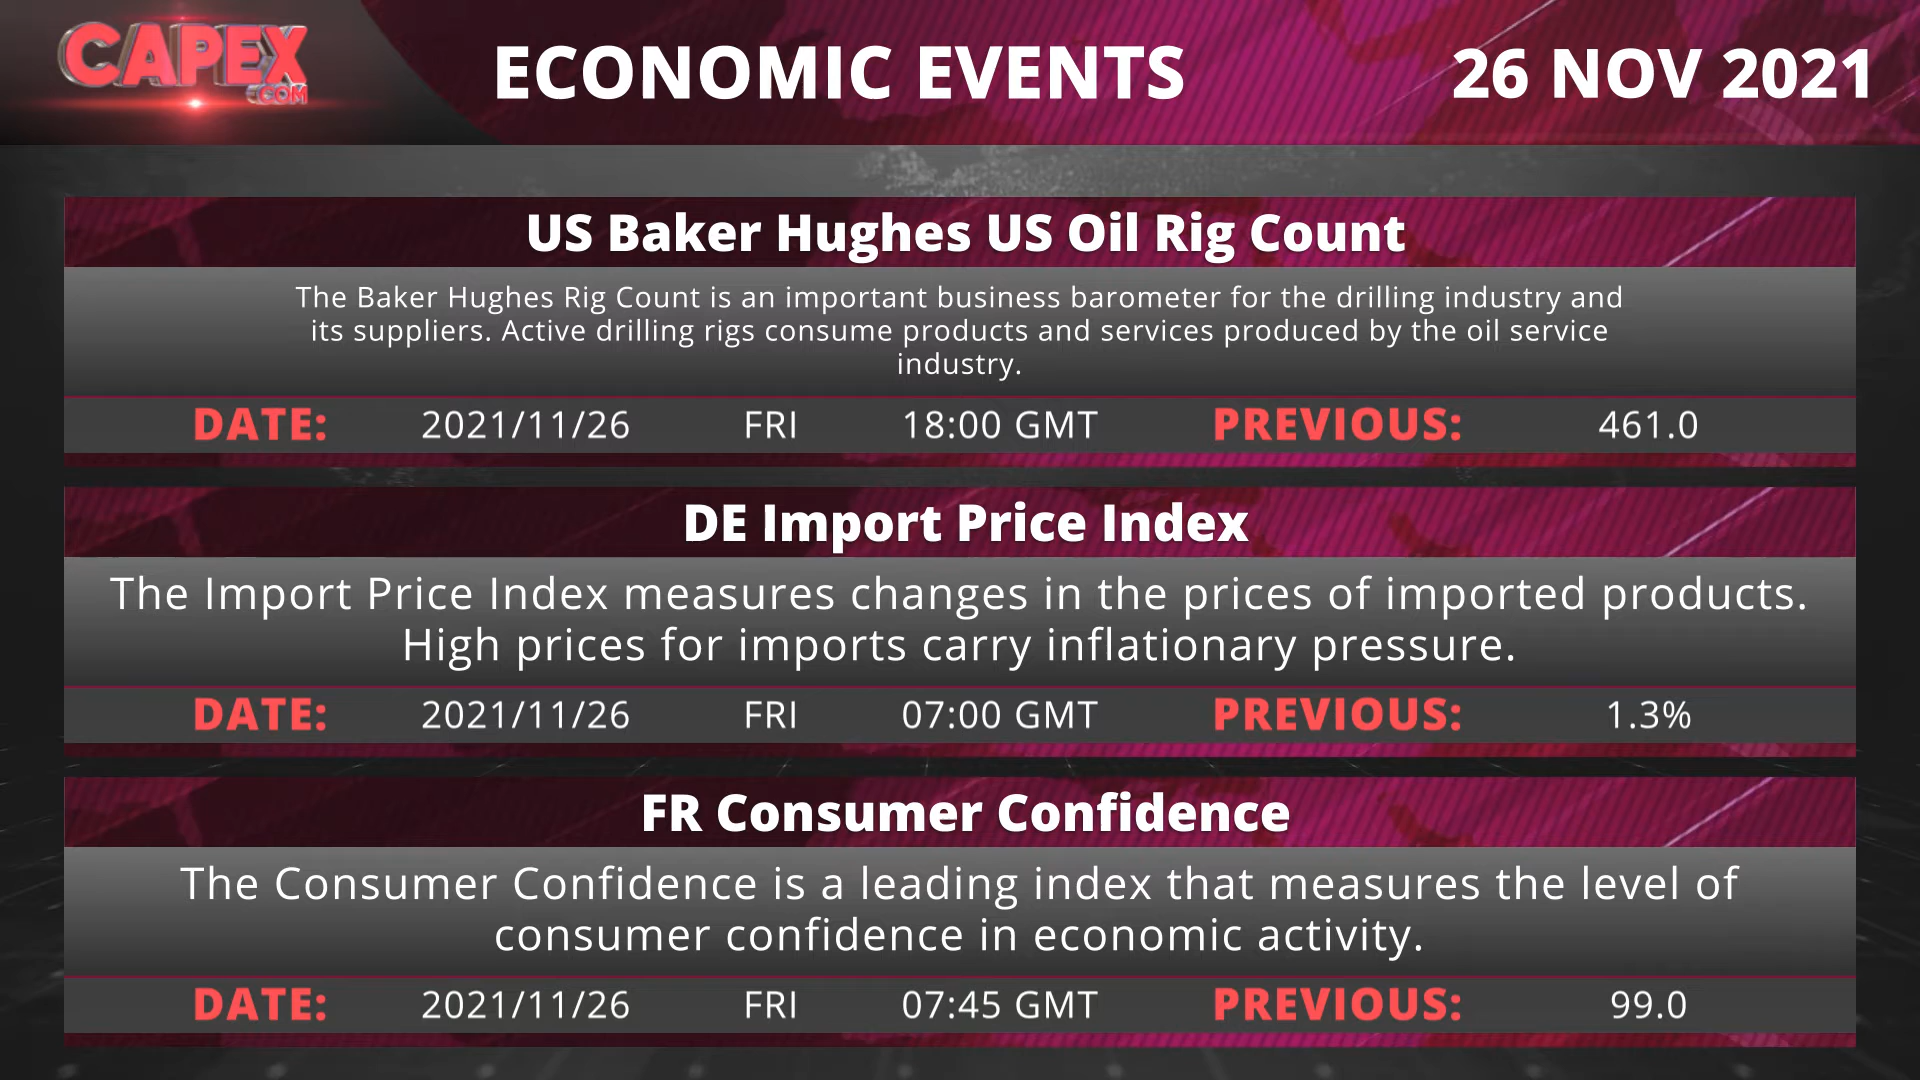 CAPEX
.COM
ECONOMIC EVENTS
26 NOV 2021
US Baker Hughes US Oil Rig Count
The Baker Hughes Rig Count is an important business barometer for the drilling industry and
its suppliers. Active drilling rigs consume products and services produced by the oil service
industry.
DATE: 2021/11/26 FRI 18:00 GMT PREVIOUS: 461.0
DE Import Price Index
The Import Price Index measures changes in the prices of imported products.
High prices for imports carry inflationary pressure.
DATE: 2021/11/26 FRI 07:00 GMT PREVIOUS: 1.3%
FR Consumer Confidence
The Consumer Confidence is a leading index that measures the level of
consumer confidence in economic activity.
DATE: 2021/11/26 FRI 07:45 GMT PREVIOUS: 99.0